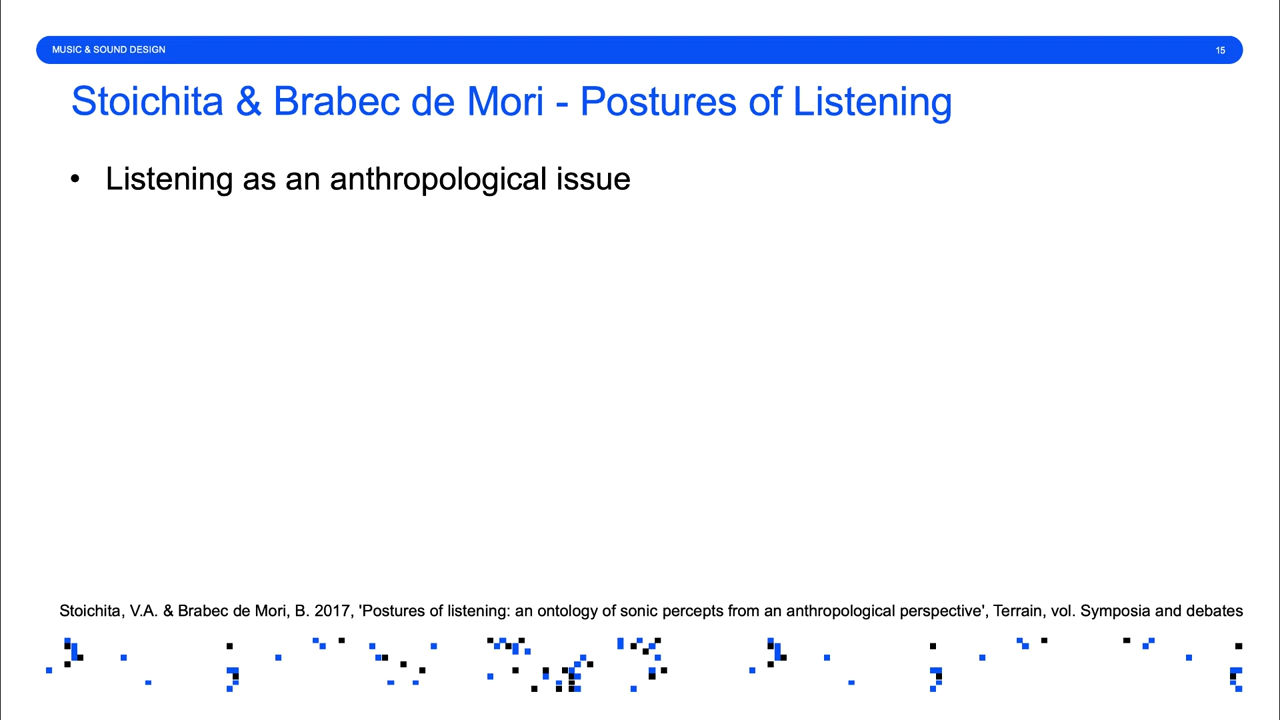 MUSIC & SOUND DESIGN 15
Stoichita & Brabec de Mori - Postures of Listening
• Listening as an anthropological issue
Stoichita, V.A. & Brabec de Mori, B. 2017, 'Postures of listening: an ontology of sonic percepts from an anthropological perspective', Terrain, vol. Symposia and debates